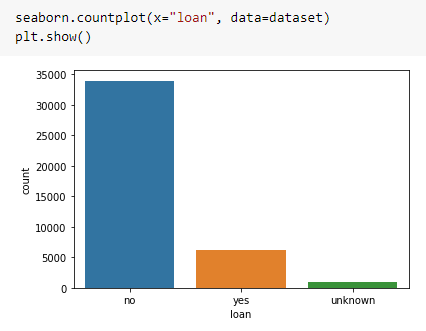 seaborn.countplot(x="loan", data=dataset)
plt.show()
35000
30000
25000
20000
15000
10000
5000
0
count
no yes unknown
loan